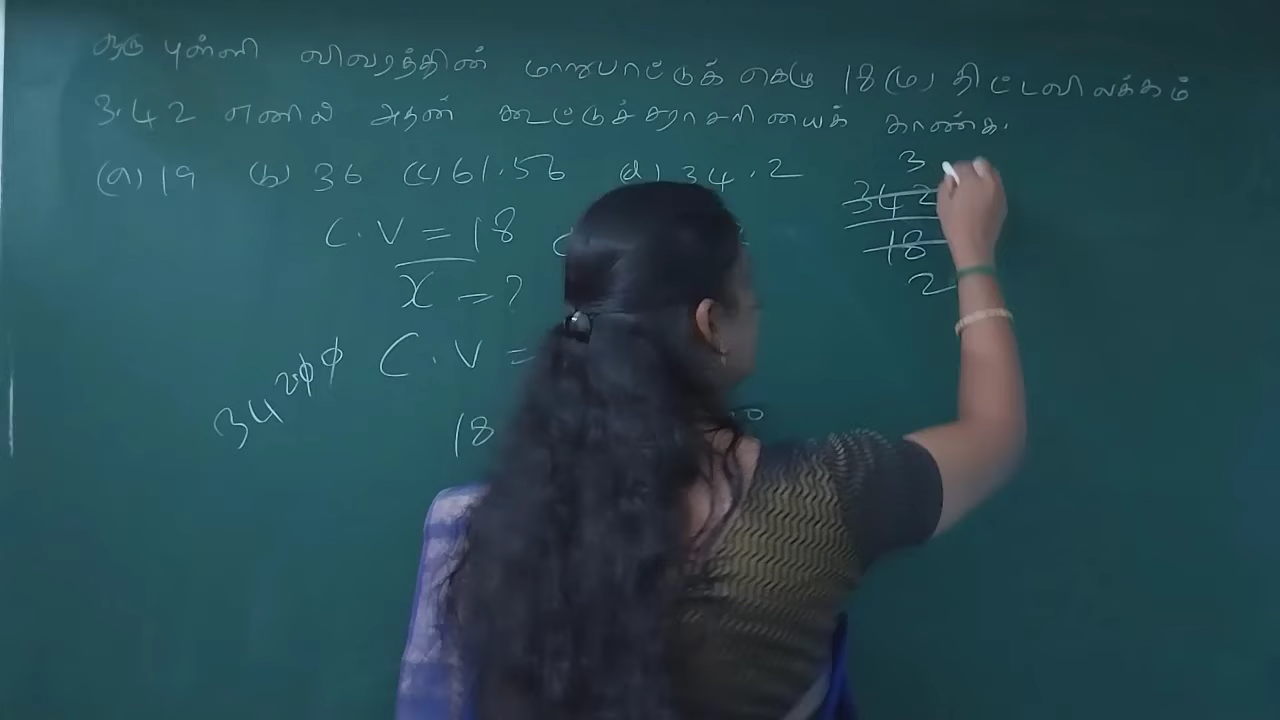 ஒரு புள்ளி விவரத்தின் மாறுபாட்டுக் கெழு 18 (ம) திட்டவிலக்கம்
3.42 எனில் அதன் கூட்டுச் சராசரியைக் காண்க.
(a) 19 (b) 36 (c) 61.56 (d) 34.2
C.V = 18
x̄ = ?
C.V =
18
34200
3
342
18
2